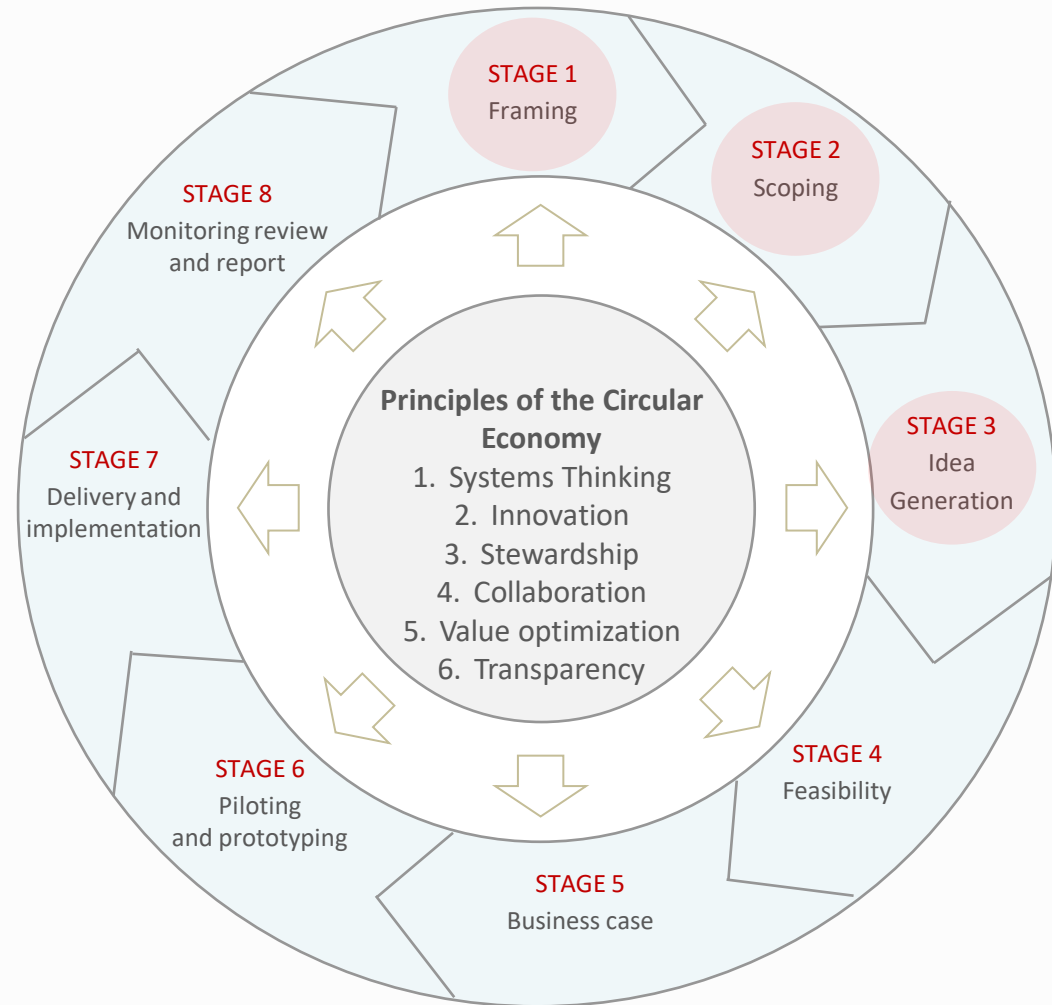 STAGE 1
Framing
STAGE 2
Scoping
STAGE 3
Idea
Generation
STAGE 4
Feasibility
STAGE 5
Business case
STAGE 6
Piloting
and prototyping
STAGE 7
Delivery and
implementation
STAGE 8
Monitoring review
and report
Principles of the Circular
Economy
1. Systems Thinking
2. Innovation
3. Stewardship
4. Collaboration
5. Value optimization
6. Transparency